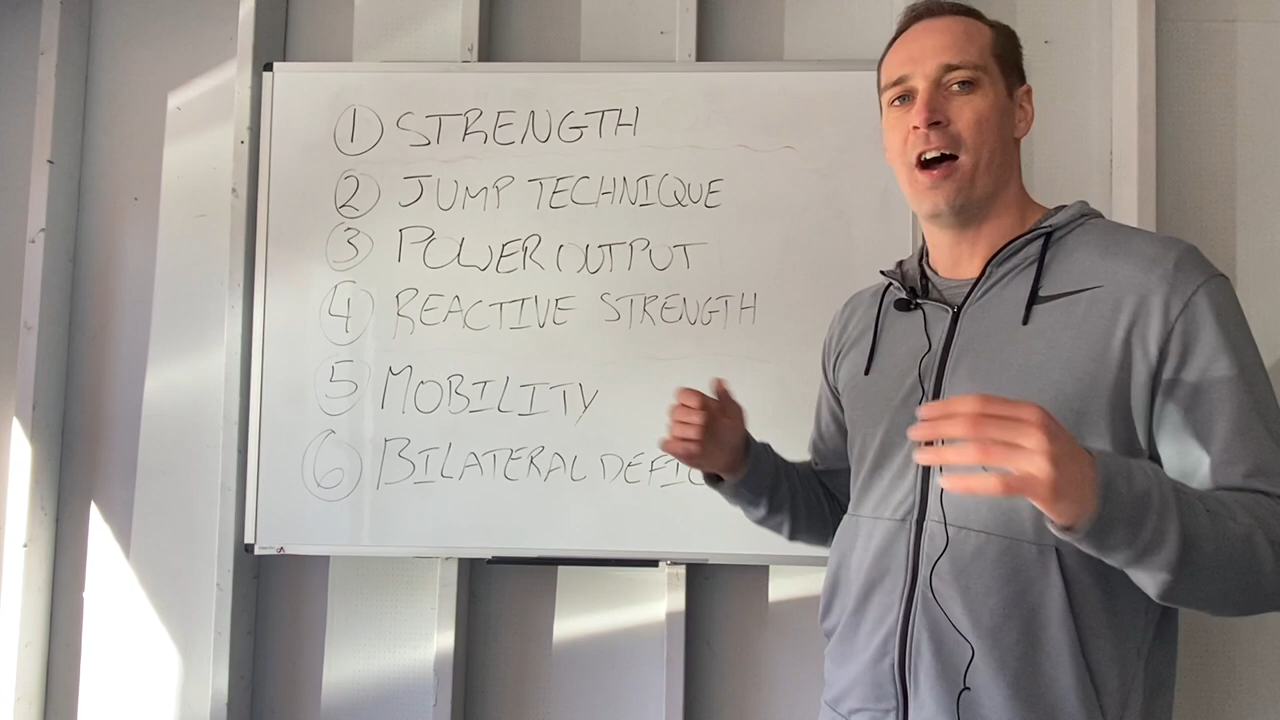 1 STRENGTH
2 JUMP TECHNIQUE
3 POWER OUTPUT
4 REACTIVE STRENGTH
5 MOBILITY
6 BILATERAL